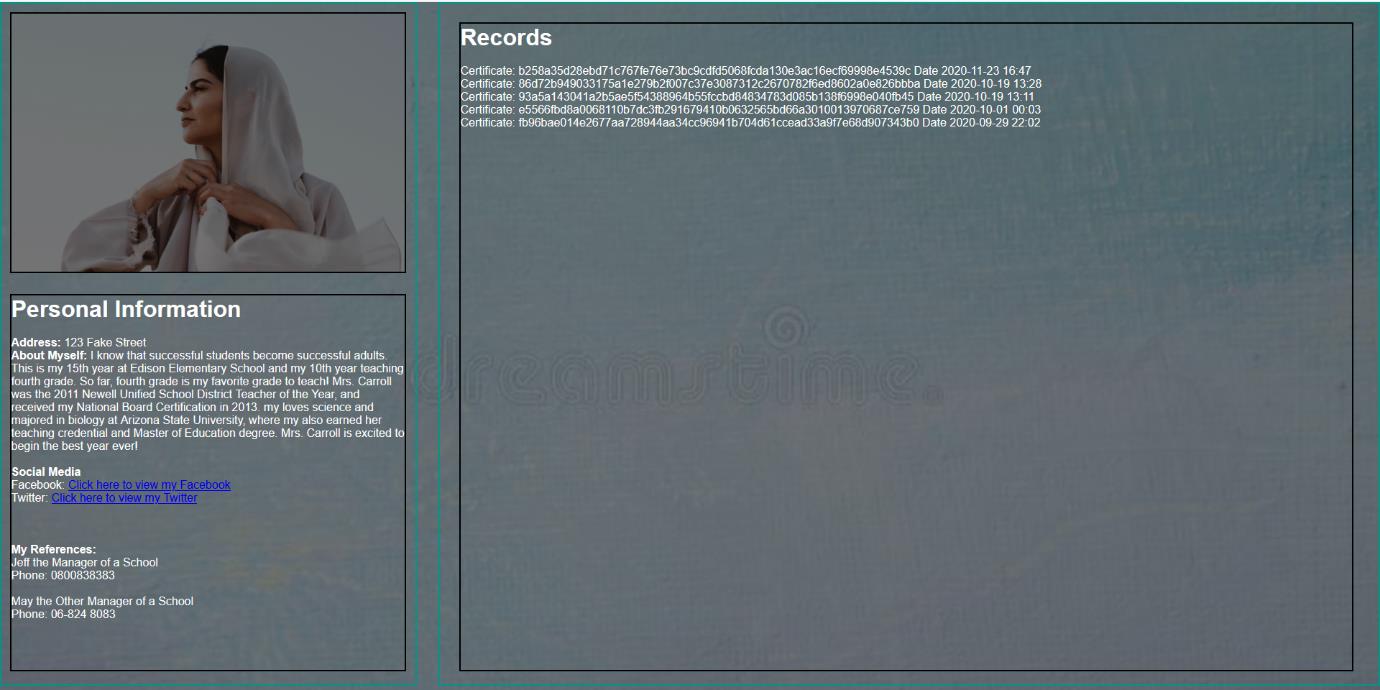 Personal Information
Address: 123 Fake Street
About Myself: I know that successful students become successful adults.
This is my 15th year at Edison Elementary School and my 10th year teaching
fourth grade. So far, fourth grade is my favorite grade to teach! Mrs. Carroll
was the 2011 Newell Unified School District Teacher of the Year, and
received my National Board Certification in 2013. my loves science and
majored in biology at Arizona State University, where my also earned her
teaching credential and Master of Education degree. Mrs. Carroll is excited to
begin the best year ever!
Social Media
Facebook: Click here to view my Facebook
Twitter: Click here to view my Twitter
My References:
Jeff the Manager of a School
Phone: 0800838383
May the Other Manager of a School
Phone: 06-824 8083
Records
Certificate: b258a35d28ebd71c767fe76e73bc9cdfd5068fcda130e3ac16ecf69998e4539c Date 2020-11-23 16:47
Certificate: 86d72b949033175a1e279b2f007c37e3087312c2670782f6ed8602a0e826bbba Date 2020-10-19 13:28
Certificate: 93a5a143041a2b5ae5f54388964b55fccbd84834783d085b138f6998e040fb45 Date 2020-10-19 13:11
Certificate: e5566fbd8a0068110b7dc3fb291679410b0632565bd66a3010013970687ce759 Date 2020-10-01 00:03
Certificate: fb96bae014e2677aa728944aa34cc96941b704d61ccead33a9f7e68d907343b0 Date 2020-09-29 22:02
dreamstime